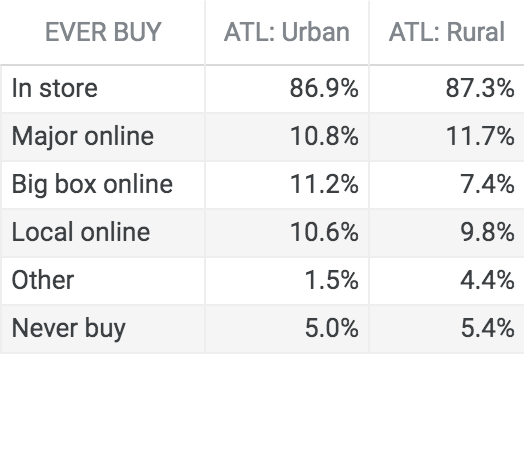 EVER BUY ATL: Urban ATL: Rural
In store 86.9% 87.3%
Major online 10.8% 11.7%
Big box online 11.2% 7.4%
Local online 10.6% 9.8%
Other 1.5% 4.4%
Never buy 5.0% 5.4%